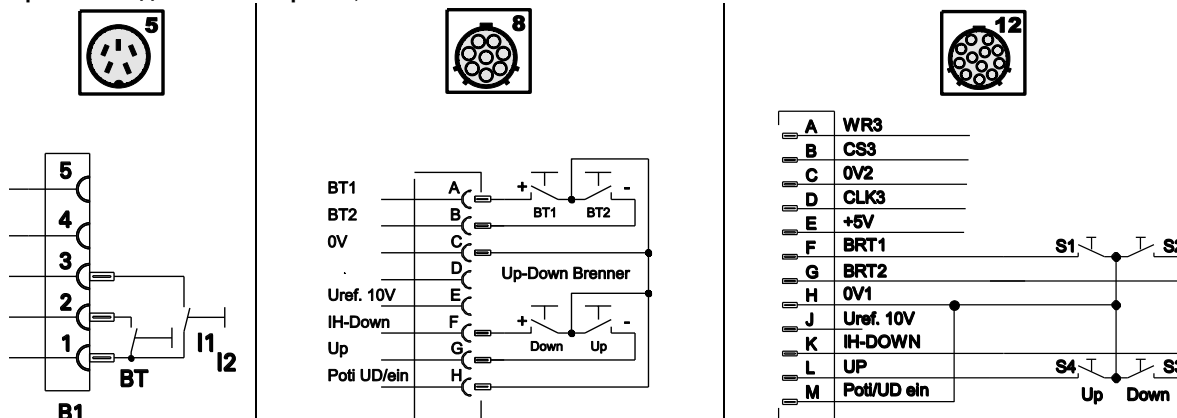 5
5
4
3
2
1
BT
I1
I2
B1
8
BT1
BT2
0V
Uref. 10V
IH-Down
Up
Poti UD/ein
A
B
C
D
E
F
G
H
+
-
BT1
BT2
Up-Down Brenner
+
-
Down
Up
12
A WR3
B CS3
C 0V2
D CLK3
E +5V
F BRT1
G BRT2
H 0V1
J Uref. 10V
K IH-DOWN
L UP
M Poti/UD ein
S1
S2
S4
S3
Up Down